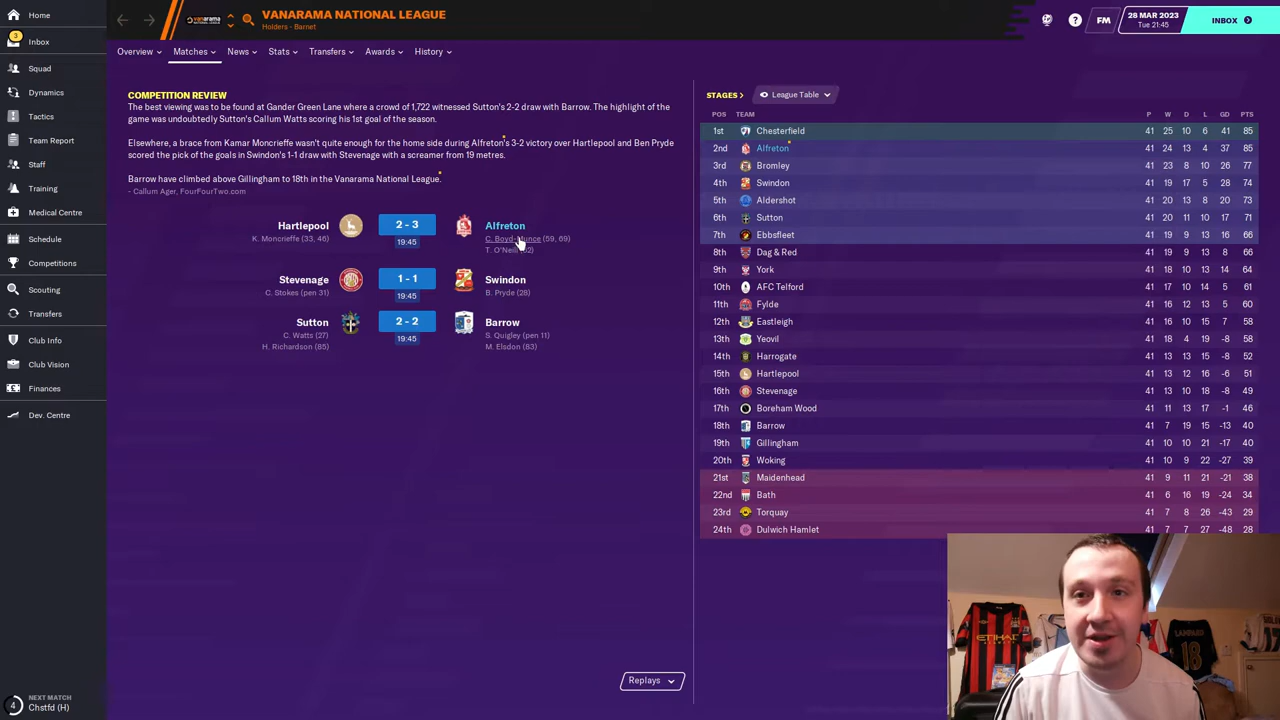 Home
VANARAMA NATIONAL LEAGUE
Holders - Barnet
FM
28 MAR 2023
Tue 21:45
INBOX
3
Inbox
Overview
Matches
News
Stats
Transfers
Awards
History
Squad
Dynamics
Tactics
Team Report
Staff
Training
Medical Centre
Schedule
Competitions
Scouting
Transfers
Club Info
Club Vision
Finances
Dev. Centre
4
NEXT MATCH
Chstfd (H)
COMPETITION REVIEW
The best viewing was to be found at Gander Green Lane where a crowd of 1,722 witnessed Sutton's 2-2 draw with Barrow. The highlight of
the game was undoubtedly Sutton's Callum Watts scoring his 1st goal of the season.
Elsewhere, a brace from Kamar Moncrieffe wasn't quite enough for the home side during Alfreton's 3-2 victory over Hartlepool and Ben Pryde
scored the pick of the goals in Swindon's 1-1 draw with Stevenage with a screamer from 19 metres.
Barrow have climbed above Gillingham to 18th in the Vanarama National League.
- Callum Ager, FourFourTwo.com
Hartlepool 2 - 3 Alfreton
K. Moncrieffe (33, 46) 19:45 C. Boyd-Munce (59, 69)
Stevenage 1 - 1 Swindon
C. Stokes (pen 31) 19:45 B. Pryde (28)
Sutton 2 - 2 Barrow
C. Watts (27) 19:45 S. Quigley (pen 11)
H. Richardson (85) M. Elsdon (83)
Replays
STAGES > League Table
POS TEAM P W D L GD PTS
1st Chesterfield 41 25 10 6 41 85
2nd Alfreton 41 24 13 4 37 85
3rd Bromley 41 23 8 10 26 77
4th Swindon 41 19 17 5 28 74
5th Aldershot 41 21 10 10 20 73
6th Sutton 41 20 11 10 17 71
7th Ebbsfleet 41 19 9 13 16 66
8th Dag & Red 41 19 9 13 8 66
9th York 41 18 10 13 14 64
10th AFC Telford 41 17 10 14 5 61
11th Fylde 41 16 12 13 5 60
12th Eastleigh 41 16 10 15 7 58
13th Yeovil 41 18 4 19 -8 58
14th Harrogate 41 13 13 15 -8 52
15th Hartlepool 41 13 12 16 -6 51
16th Stevenage 41 13 10 18 -8 49
17th Boreham Wood 41 11 13 17 -1 46
18th Barrow 41 7 19 15 -13 40
19th Gillingham 41 10 10 21 -17 40
20th Woking 41 10 9 22 -27 39
21st Maidenhead 41 9 11 21 -21 38
22nd Bath 41 6 16 19 -24 34
23rd Torquay 41 7 8 26 -43 29
24th Dulwich Hamlet 41 7 7 27 -48 28
ETIHAD
LAMPARD
18